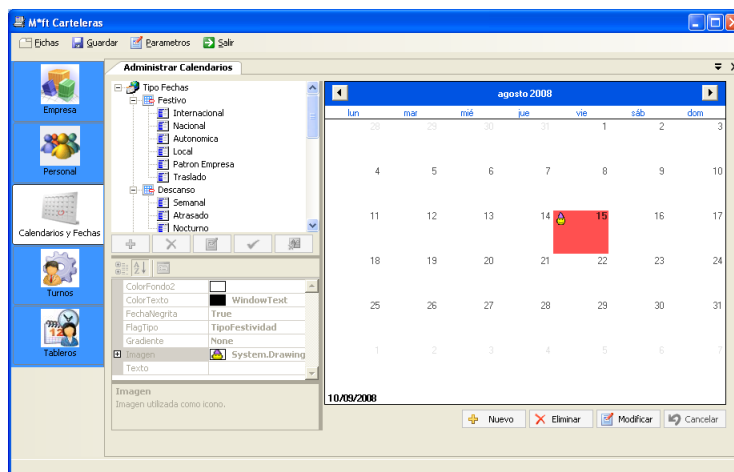 M*ft Carteleras
Fichas Guardar Parametros Salir
Administrar Calendarios
Empresa
Personal
Calendarios y Fechas
Turnos
Tableros
Tipo Fechas
Festivo
Internacional
Nacional
Autonomica
Local
Patron Empresa
Traslado
Descanso
Semanal
Atrasado
Nocturno
ColorFondo2
ColorTexto WindowText
FechaNegrita True
FlagTipo TipoFestividad
Gradiente None
Imagen System.Drawing
Texto
Imagen
Imagen utilizada como icono.
agosto 2008
lun mar mié jue vie sáb dom
28 29 30 31 1 2 3
4 5 6 7 8 9 10
11 12 13 14 15 16 17
18 19 20 21 22 23 24
25 26 27 28 29 30 31
1 2 3 4 5 6 7
10/09/2008
Nuevo Eliminar Modificar Cancelar